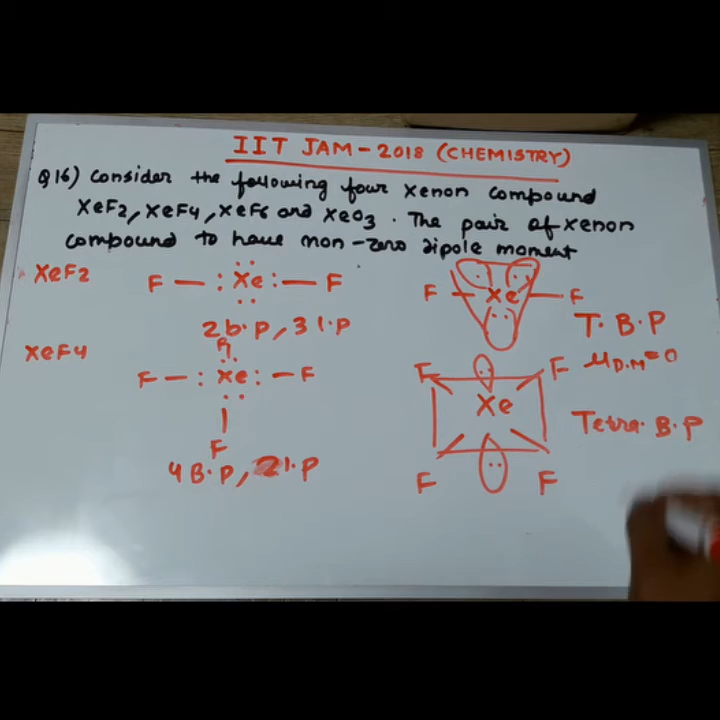 IIT JAM-2018 (CHEMISTRY)
Q16) Consider the following four xenon compound
XeF2, XeF4, XeF6 and XeO3. The pair of xenon
compound to have non-zero dipole moment
XeF2
F — : Xe : — F
2 b.p, 3 l.p
F — Xe — F
T.B.P
μD.M = 0
XeF4
F — : Xe : — F
F
4 B.P, 2 l.p
F F
Xe
F F
Tetra. B.P